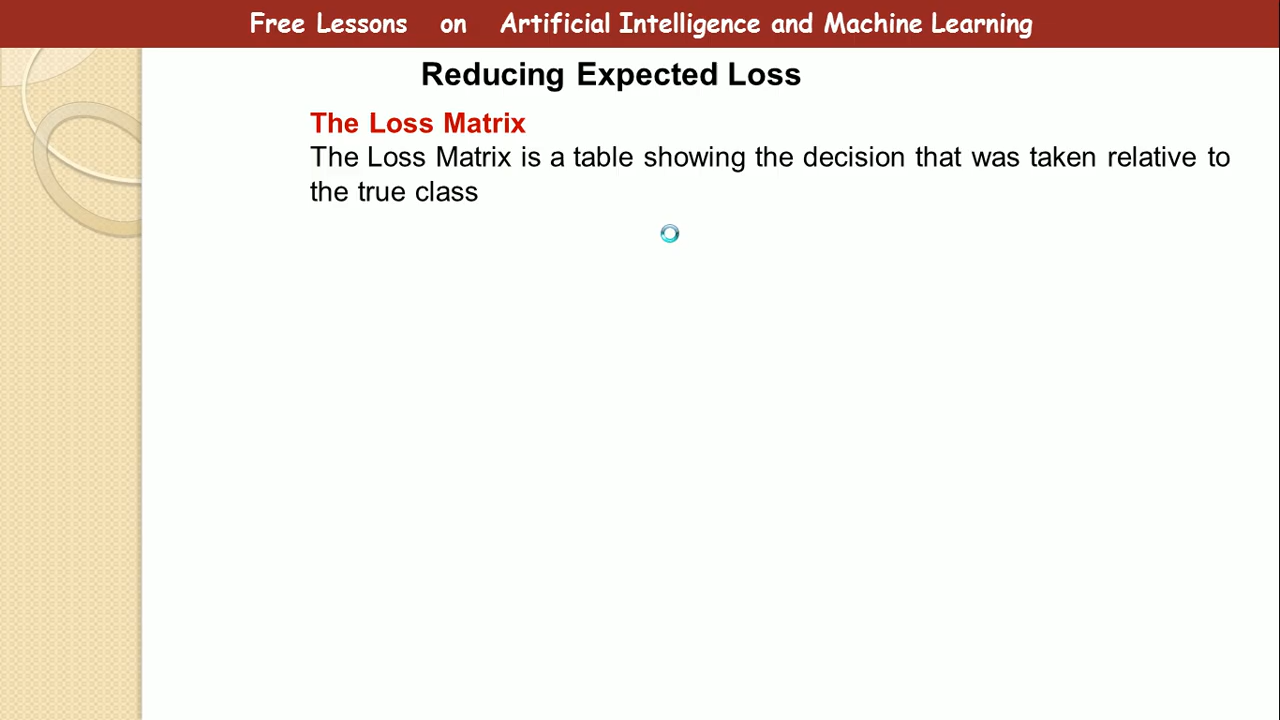 Free Lessons on Artificial Intelligence and Machine Learning
Reducing Expected Loss
The Loss Matrix
The Loss Matrix is a table showing the decision that was taken relative to
the true class